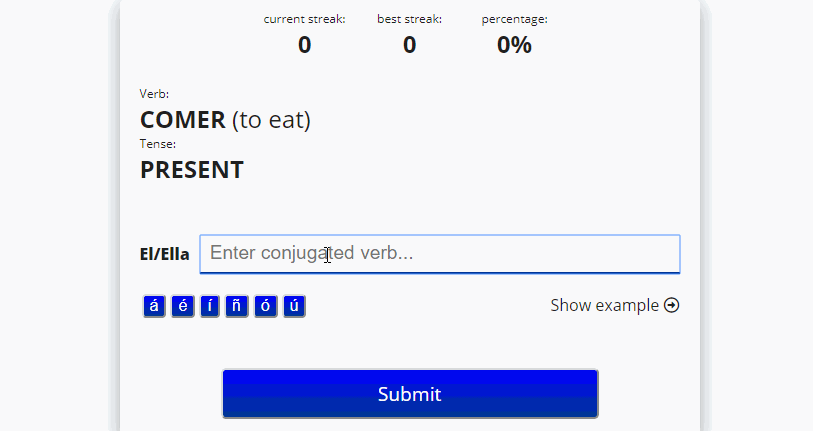 current streak: best streak: percentage:
0 0 0%
Verb:
COMER (to eat)
Tense:
PRESENT
El/Ella Enter conjugated verb...
á é í ñ ó ú Show example
Submit